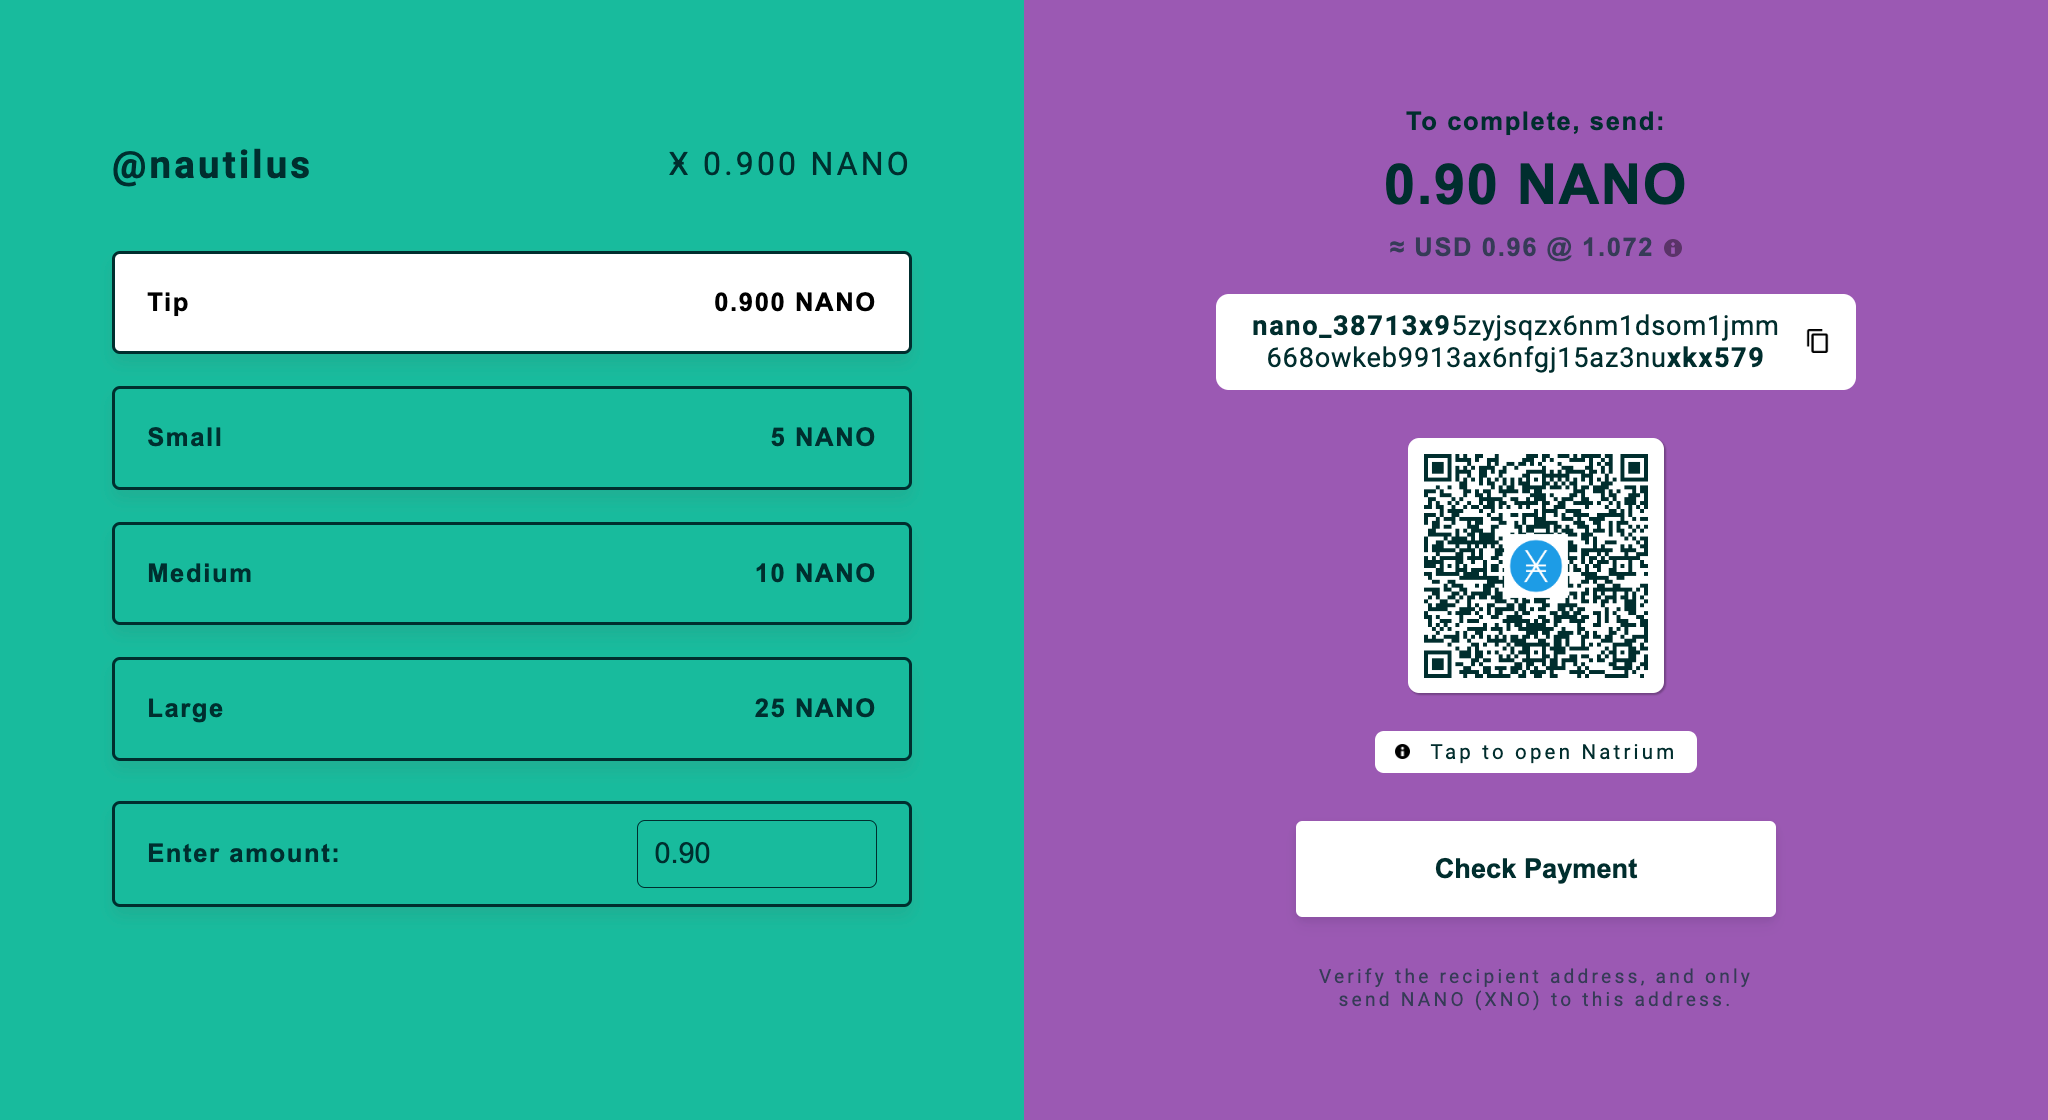 @nautilus
Ӿ 0.900 NANO
Tip 0.900 NANO
Small 5 NANO
Medium 10 NANO
Large 25 NANO
Enter amount: 0.90
To complete, send:
0.90 NANO
≈ USD 0.96 @ 1.072
nano_38713x95zyjsqzx6nm1dsom1jmm
668owkeb9913ax6nfgj15az3nuxkx579
Tap to open Natrium
Check Payment
Verify the recipient address, and only
send NANO (XNO) to this address.